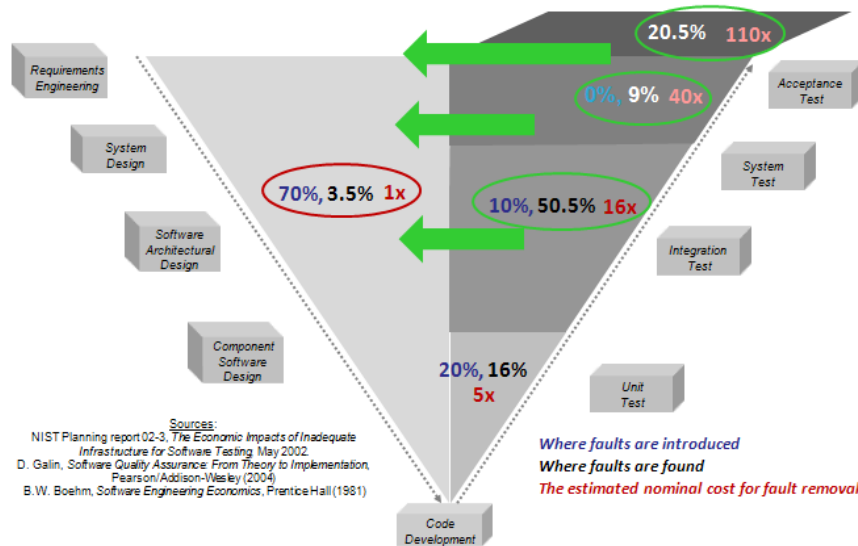 20.5% 110x
Requirements
Engineering
0%, 9% 40x
Acceptance
Test
System
Design
System
Test
70%, 3.5% 1x
10%, 50.5% 16x
Software
Architectural
Design
Integration
Test
Component
Software
Design
20%, 16%
5x
Unit
Test
Sources:
NIST Planning report 02-3, The Economic Impacts of Inadequate
Infrastructure for Software Testing, May 2002.
D. Galin, Software Quality Assurance: From Theory to Implementation,
Pearson/Addison-Wesley (2004)
B.W. Boehm, Software Engineering Economics, Prentice Hall (1981)
Where faults are introduced
Where faults are found
The estimated nominal cost for fault removal
Code
Development